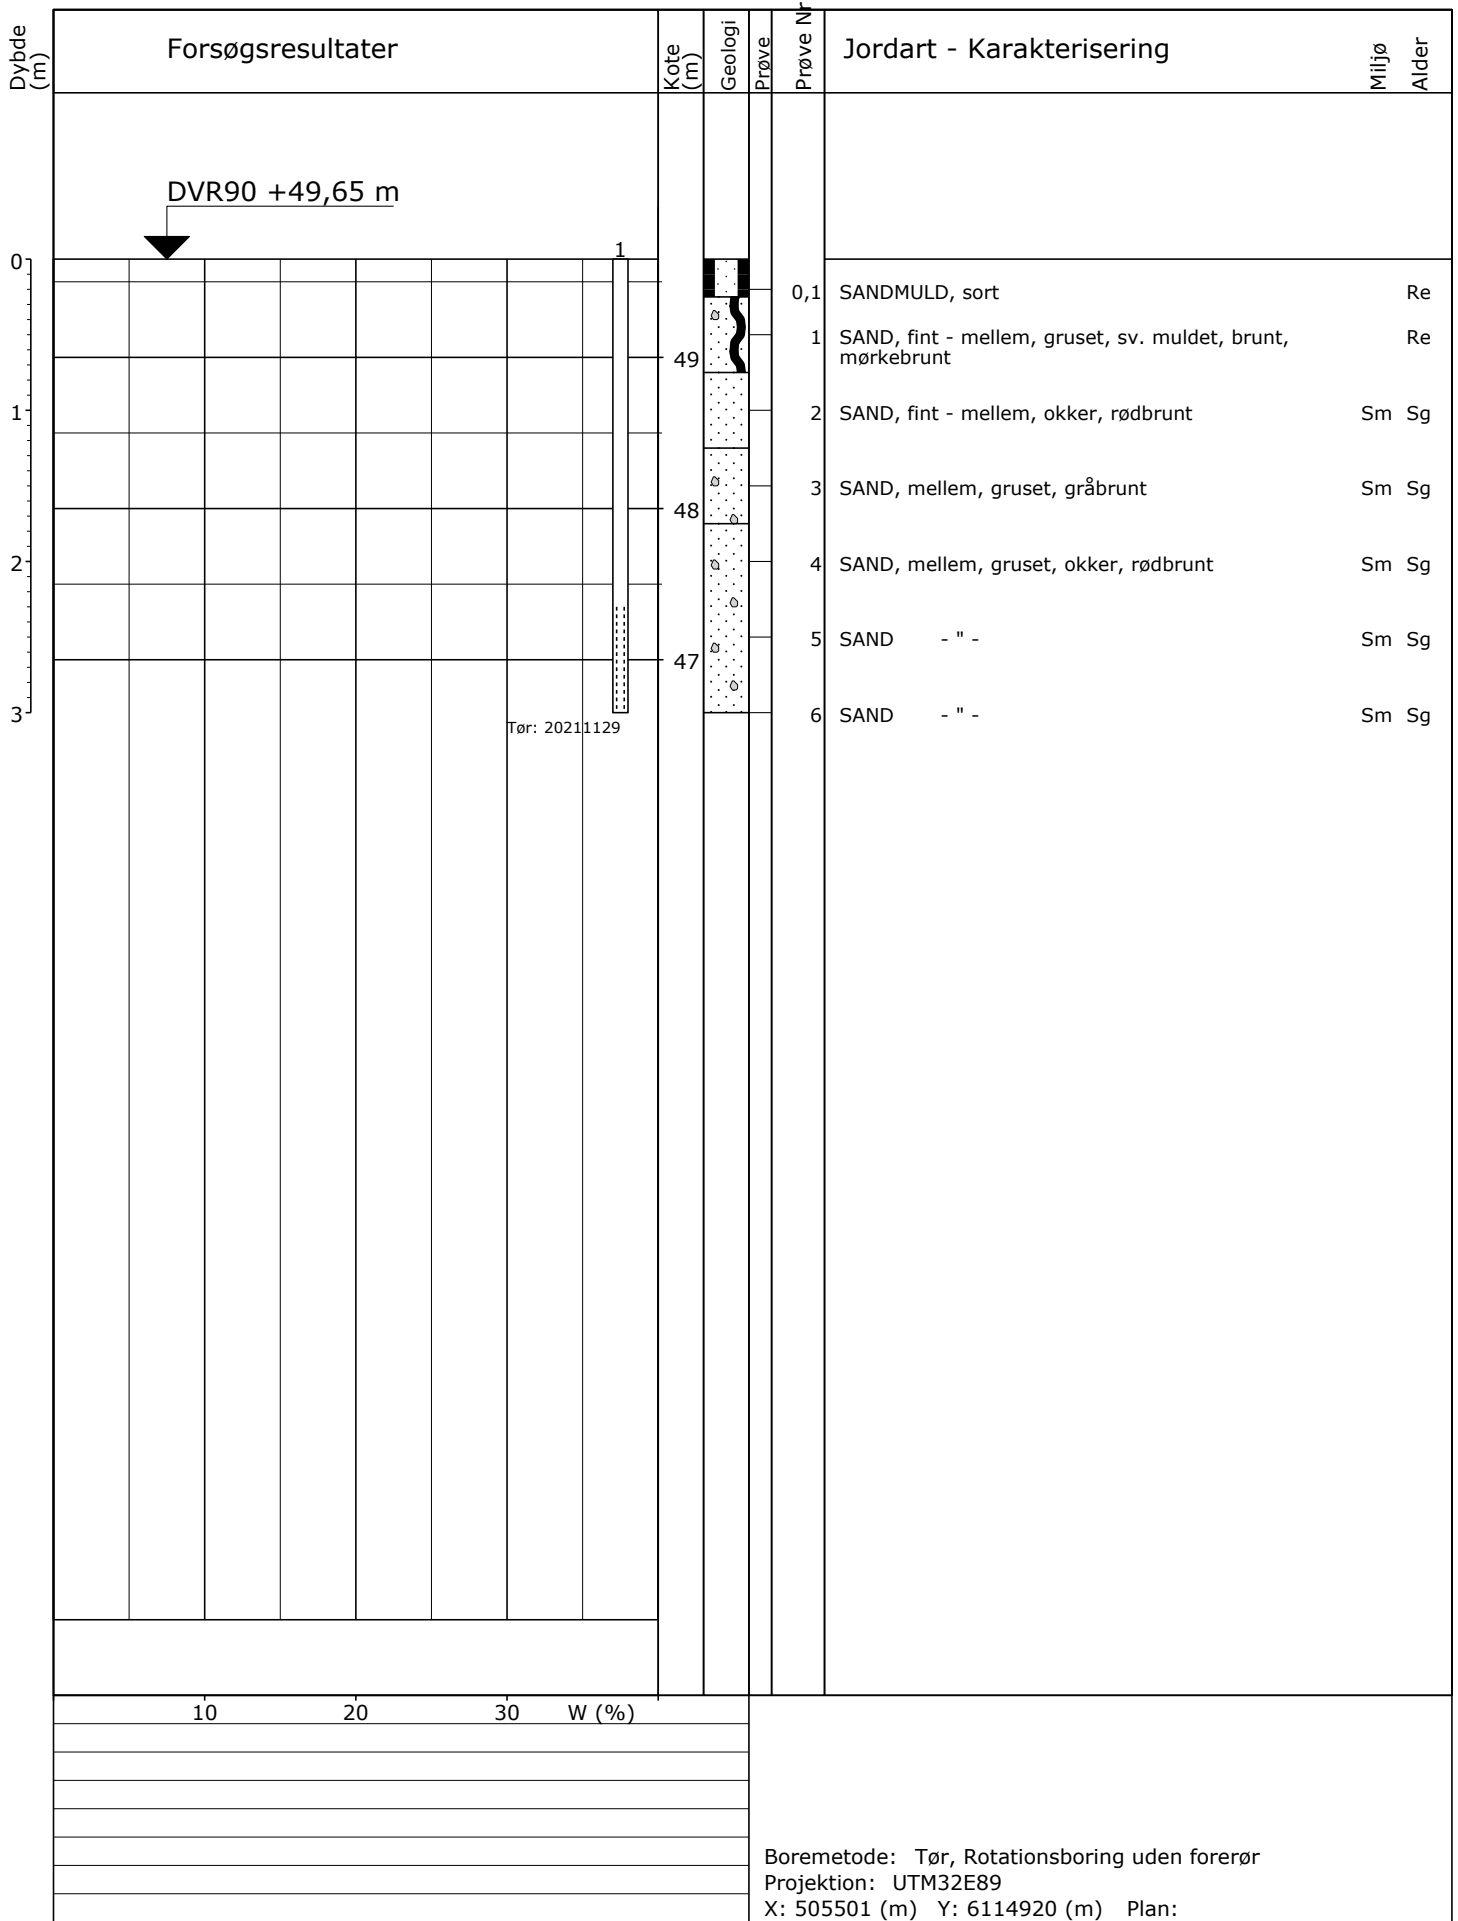 Dybde (m)
Forsøgsresultater
Kote (m)
Geologi
Prøve
Prøve Nr
Jordart - Karakterisering
Miljø
Alder
DVR90 +49,65 m
1
0
0,1 SANDMULD, sort Re
1 SAND, fint - mellem, gruset, sv. muldet, brunt, Re
mørkebrunt
49
1
2 SAND, fint - mellem, okker, rødbrunt Sm Sg
3 SAND, mellem, gruset, gråbrunt Sm Sg
48
2
4 SAND, mellem, gruset, okker, rødbrunt Sm Sg
5 SAND - " - Sm Sg
47
3
6 SAND - " - Sm Sg
Tør: 20211129
10 20 30 W (%)
Boremetode: Tør, Rotationsboring uden forerør
Projektion: UTM32E89
X: 505501 (m) Y: 6114920 (m) Plan: